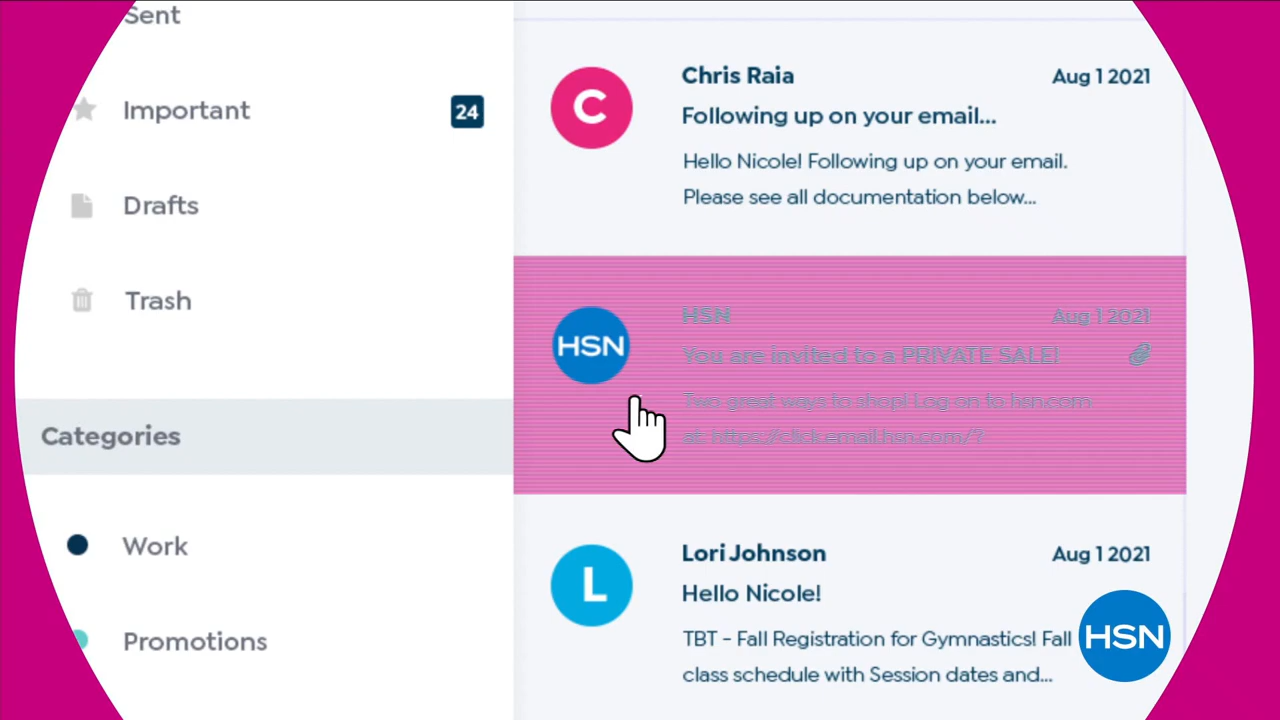 Sent
Important
24
Drafts
Trash
Categories
Work
Promotions
C
Chris Raia
Aug 1 2021
Following up on your email...
Hello Nicole! Following up on your email.
Please see all documentation below...
HSN
HSN
Aug 1 2021
You are invited to a PRIVATE SALE!
Two great ways to shop! Log on to hsn.com
at: https://click.email.hsn.com/?
L
Lori Johnson
Aug 1 2021
Hello Nicole!
TBT - Fall Registration for Gymnastics! Fall
class schedule with Session dates and...
HSN